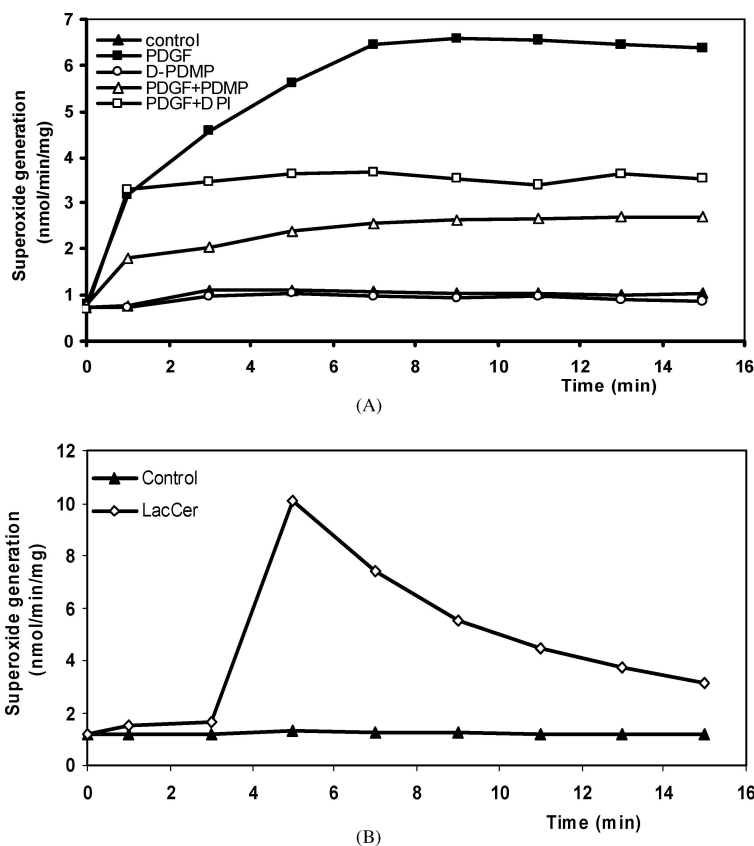 7
6
5
4
3
2
1
0
Superoxide generation
(nmol/min/mg)
control
PDGF
D-PDMP
PDGF+PDMP
PDGF+DPI
0 2 4 6 8 10 12 14 16
Time (min)
(A)
12
10
8
6
4
2
0
Superoxide generation
(nmol/min/mg)
Control
LacCer
0 2 4 6 8 10 12 14 16
Time (min)
(B)